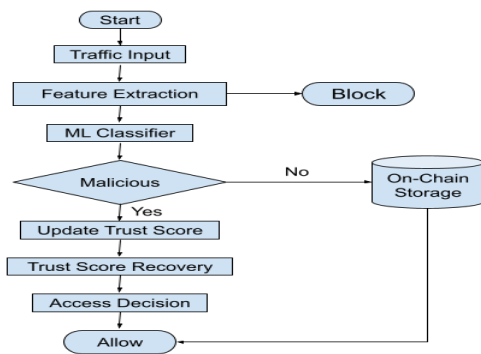 Start
Traffic Input
Feature Extraction
Block
ML Classifier
Malicious
No
On-Chain
Storage
Yes
Update Trust Score
Trust Score Recovery
Access Decision
Allow